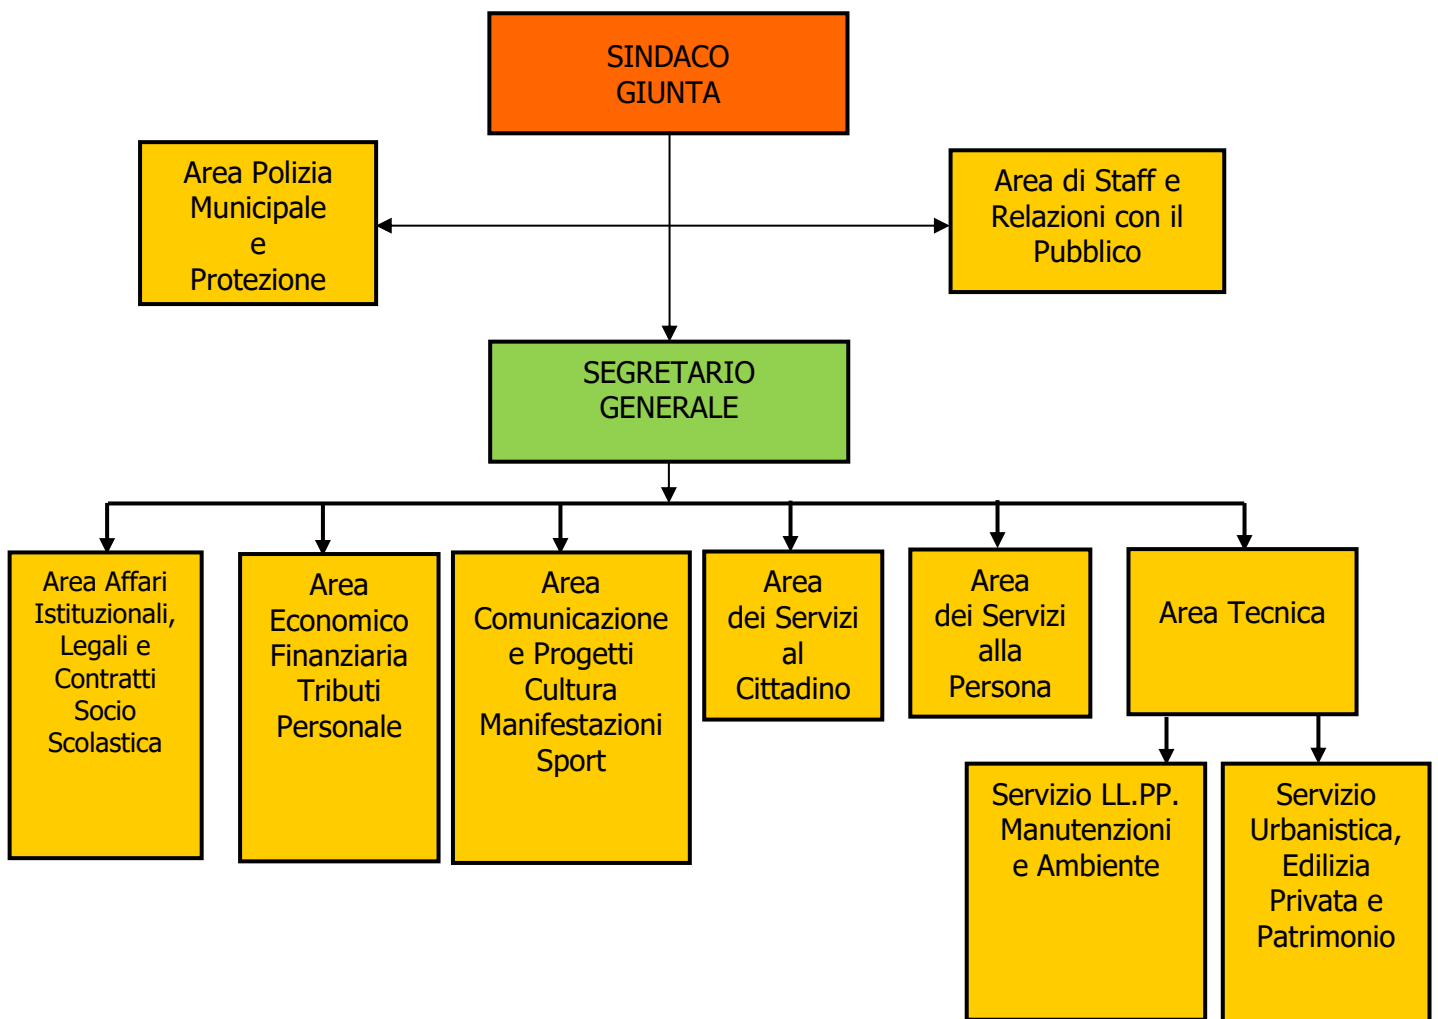 SINDACO
GIUNTA
Area Polizia
Municipale
e
Protezione
Area di Staff e
Relazioni con il
Pubblico
SEGRETARIO
GENERALE
Area Affari
Istituzionali,
Legali e
Contratti
Socio
Scolastica
Area
Economico
Finanziaria
Tributi
Personale
Area
Comunicazione
e Progetti
Cultura
Manifestazioni
Sport
Area
dei Servizi
al
Cittadino
Area
dei Servizi
alla
Persona
Area Tecnica
Servizio LL.PP.
Manutenzioni
e Ambiente
Servizio
Urbanistica,
Edilizia
Privata e
Patrimonio